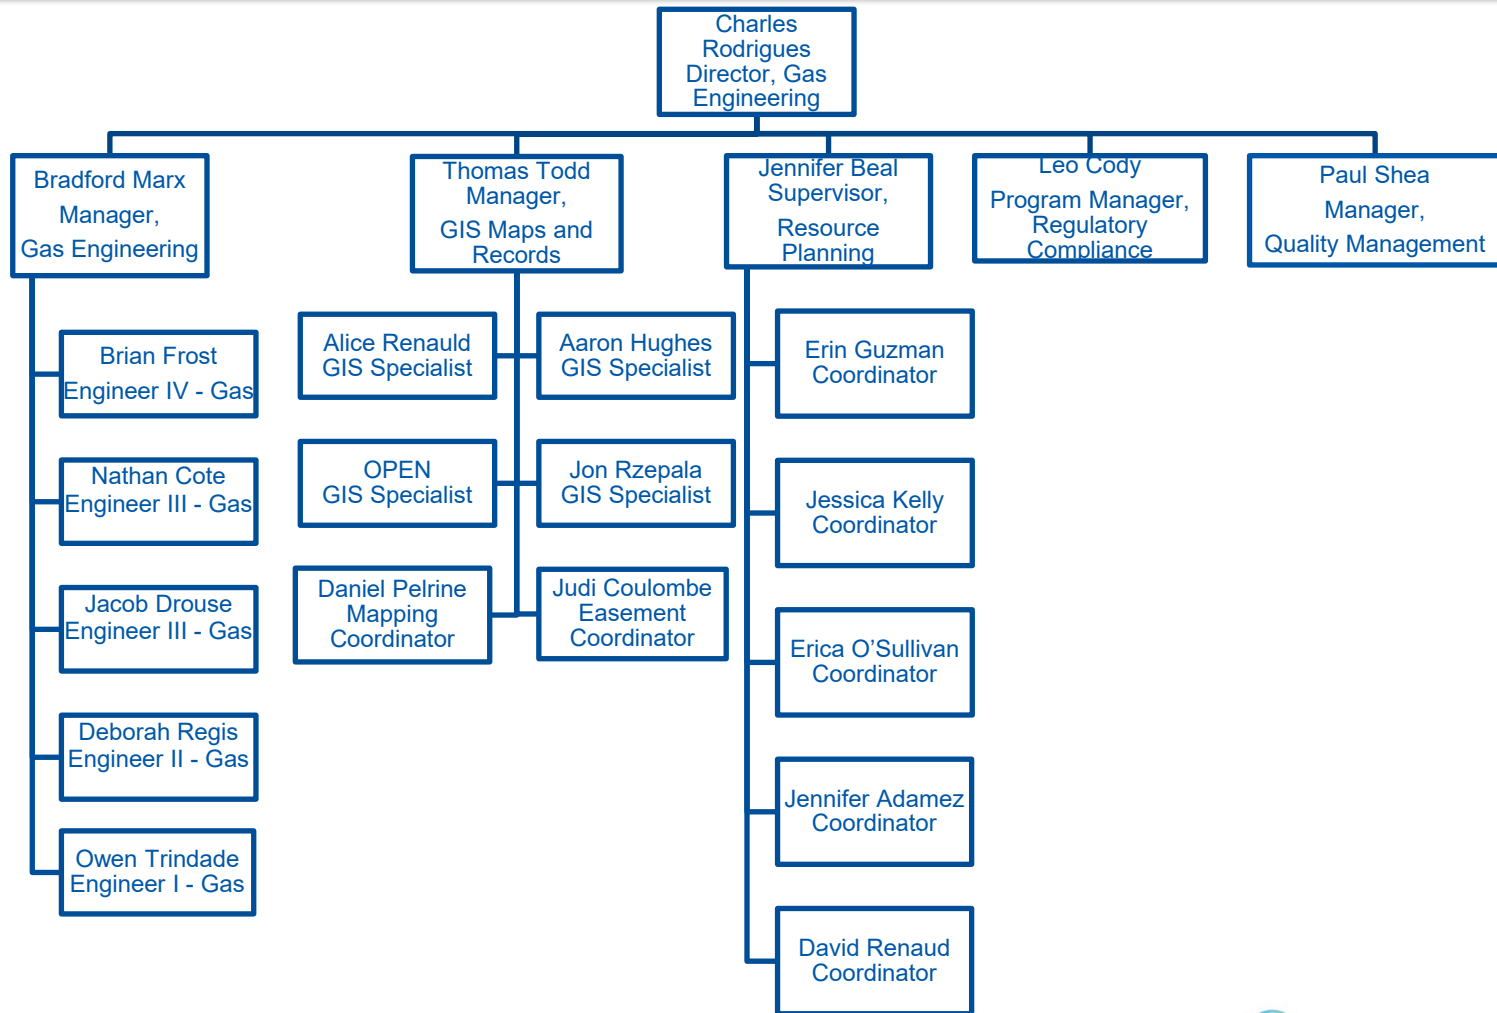 Charles
Rodrigues
Director, Gas
Engineering
Bradford Marx
Manager,
Gas Engineering
Thomas Todd
Manager,
GIS Maps and
Records
Jennifer Beal
Supervisor,
Resource
Planning
Leo Cody
Program Manager,
Regulatory
Compliance
Paul Shea
Manager,
Quality Management
Brian Frost
Engineer IV - Gas
Nathan Cote
Engineer III - Gas
Jacob Drouse
Engineer III - Gas
Deborah Regis
Engineer II - Gas
Owen Trindade
Engineer I - Gas
Alice Renauld
GIS Specialist
Aaron Hughes
GIS Specialist
OPEN
GIS Specialist
Jon Rzepala
GIS Specialist
Daniel Pelrine
Mapping
Coordinator
Judi Coulombe
Easement
Coordinator
Erin Guzman
Coordinator
Jessica Kelly
Coordinator
Erica O’Sullivan
Coordinator
Jennifer Adamez
Coordinator
David Renaud
Coordinator